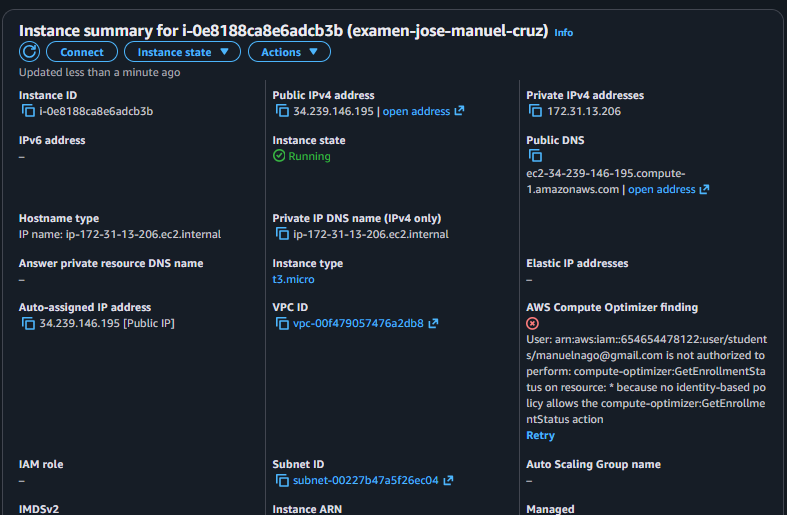 Instance summary for i-0e8188ca8e6adcb3b (examen-jose-manuel-cruz) Info
Connect Instance state Actions
Updated less than a minute ago
Instance ID
i-0e8188ca8e6adcb3b
Public IPv4 address
34.239.146.195 | open address
Private IPv4 addresses
172.31.13.206
IPv6 address
–
Instance state
Running
Public DNS
ec2-34-239-146-195.compute-
1.amazonaws.com | open address
Hostname type
IP name: ip-172-31-13-206.ec2.internal
Private IP DNS name (IPv4 only)
ip-172-31-13-206.ec2.internal
Answer private resource DNS name
–
Instance type
t3.micro
Elastic IP addresses
–
Auto-assigned IP address
34.239.146.195 [Public IP]
VPC ID
vpc-00f479057476a2db8
AWS Compute Optimizer finding
User: arn:aws:iam::654654478122:user/student
s/manuelnago@gmail.com is not authorized to
perform: compute-optimizer:GetEnrollmentSta
tus on resource: * because no identity-based po
licy allows the compute-optimizer:GetEnrollme
ntStatus action
Retry
IAM role
–
Subnet ID
subnet-00227b47a5f26ec04
Auto Scaling Group name
–
IMDSv2
Instance ARN
Managed